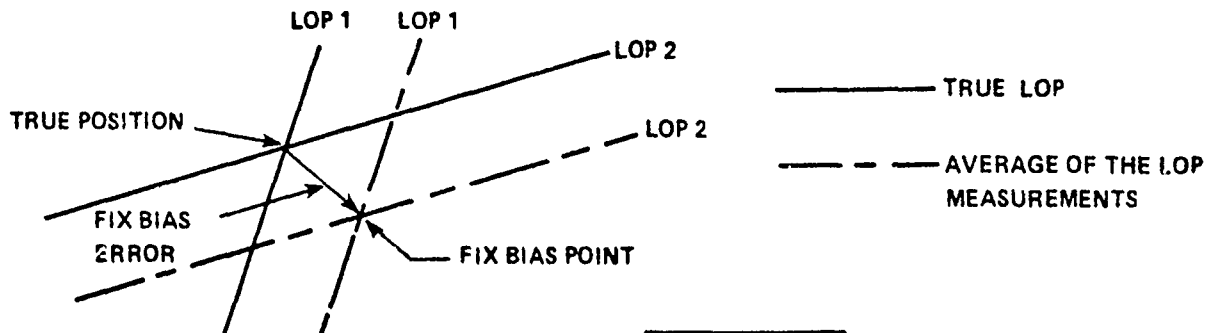 LOP 1
LOP 1
LOP 2
TRUE POSITION
LOP 2
FIX BIAS
ERROR
FIX BIAS POINT
TRUE LOP
AVERAGE OF THE LOP
MEASUREMENTS